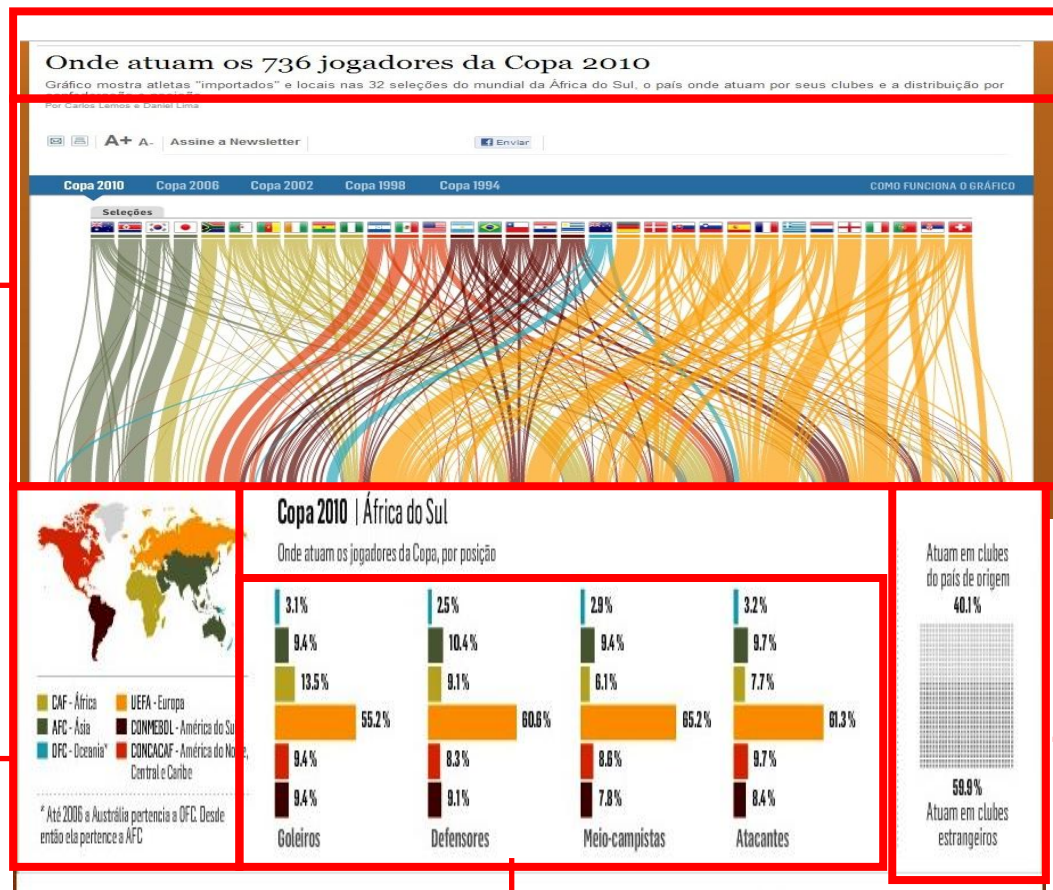 Onde atuam os 736 jogadores da Copa 2010
Gráfico mostra atletas "importados" e locais nas 32 seleções do mundial da África do Sul, o país onde atuam por seus clubes e a distribuição por
Por Carlos Lemos e Daniel Lima
A+ A- Assine a Newsletter Enviar
Copa 2010 Copa 2006 Copa 2002 Copa 1998 Copa 1994 COMO FUNCIONA O GRÁFICO
Seleções
CAF - África
UEFA - Europa
AFC - Ásia
CONMEBOL - América do Su
OFC - Oceania*
CONCACAF - América do No
Central e Caribe
* Até 2006 a Austrália pertencia a OFC. Desde
então ela pertence a AFC
Copa 2010 | África do Sul
Onde atuam os jogadores da Copa, por posição
3.1% 2.5% 2.9% 3.2%
9.4% 10.4% 9.4% 9.7%
13.5% 9.1% 6.1% 7.7%
55.2% 60.6% 65.2% 61.3%
9.4% 8.3% 8.6% 9.7%
9.4% 9.1% 7.8% 8.4%
Goleiros Defensores Meio-campistas Atacantes
Atuam em clubes
do país de origem
40.1%
59.9%
Atuam em clubes
estrangeiros